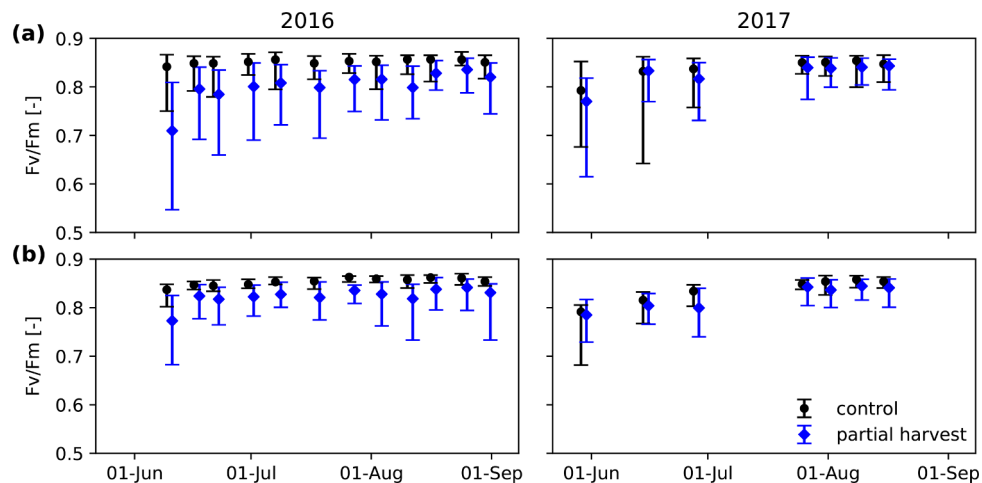 2016
2017
(a)
0.9
0.8
0.7
0.6
0.5
Fv/Fm [-]
(b)
0.9
0.8
0.7
0.6
0.5
Fv/Fm [-]
control
partial harvest
01-Jun
01-Jul
01-Aug
01-Sep
01-Jun
01-Jul
01-Aug
01-Sep